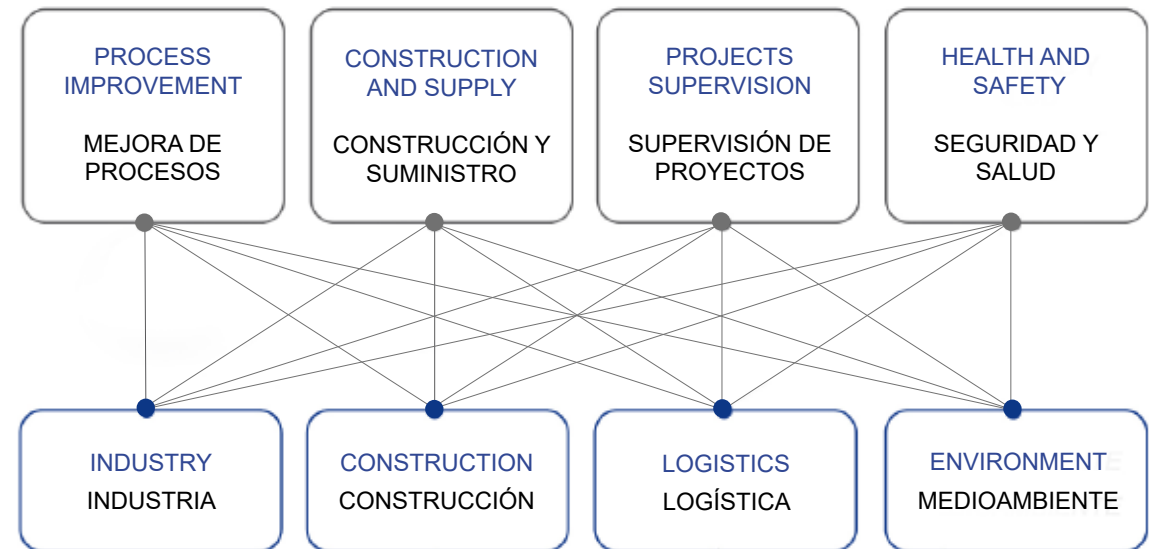 PROCESS
IMPROVEMENT
MEJORA DE
PROCESOS
CONSTRUCTION
AND SUPPLY
CONSTRUCCIÓN Y
SUMINISTRO
PROJECTS
SUPERVISION
SUPERVISIÓN DE
PROYECTOS
HEALTH AND
SAFETY
SEGURIDAD Y
SALUD
INDUSTRY
INDUSTRIA
CONSTRUCTION
CONSTRUCCIÓN
LOGISTICS
LOGÍSTICA
ENVIRONMENT
MEDIOAMBIENTE